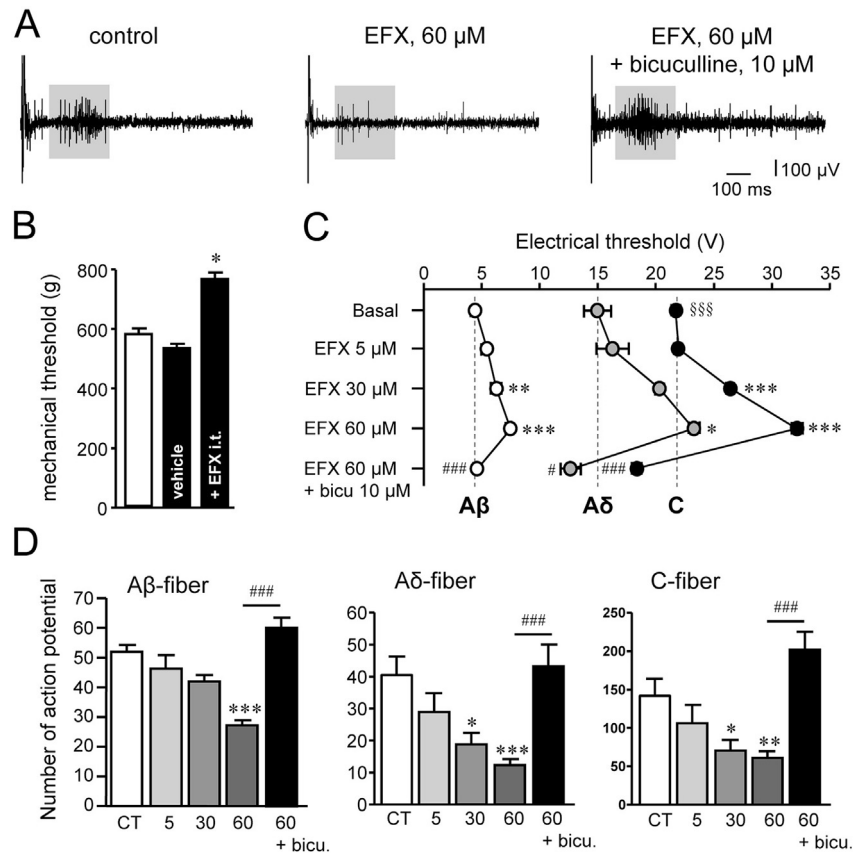 A
control
EFX, 60 µM
EFX, 60 µM
+ bicuculline, 10 µM
100 µV
100 ms
B
mechanical threshold (g)
800
600
400
200
0
*
vehicle
+ EFX i.t.
C
Electrical threshold (V)
0 5 10 15 20 25 30 35
Basal
§§§
EFX 5 µM
EFX 30 µM
**
***
EFX 60 µM
***
*
***
EFX 60 µM
+ bicu 10 µM
###
#
###
Aβ
Aδ
C
D
Number of action potential
Aβ-fiber
70
60
50
40
30
20
10
0
***
###
CT 5 30 60 60
+ bicu.
Aδ-fiber
60
50
40
30
20
10
0
*
***
###
CT 5 30 60 60
+ bicu.
C-fiber
250
200
150
100
50
0
*
**
###
CT 5 30 60 60
+ bicu.